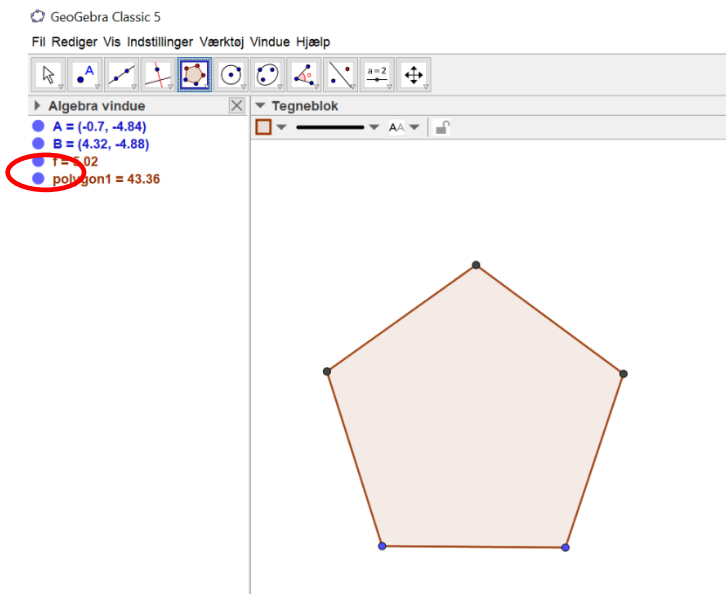 GeoGebra Classic 5
Fil Rediger Vis Indstillinger Værktøj Vindue Hjælp
A
a=2
Algebra vindue
Tegneblok
AA
A = (-0.7, -4.84)
B = (4.32, -4.88)
f = 5.02
polygon1 = 43.36